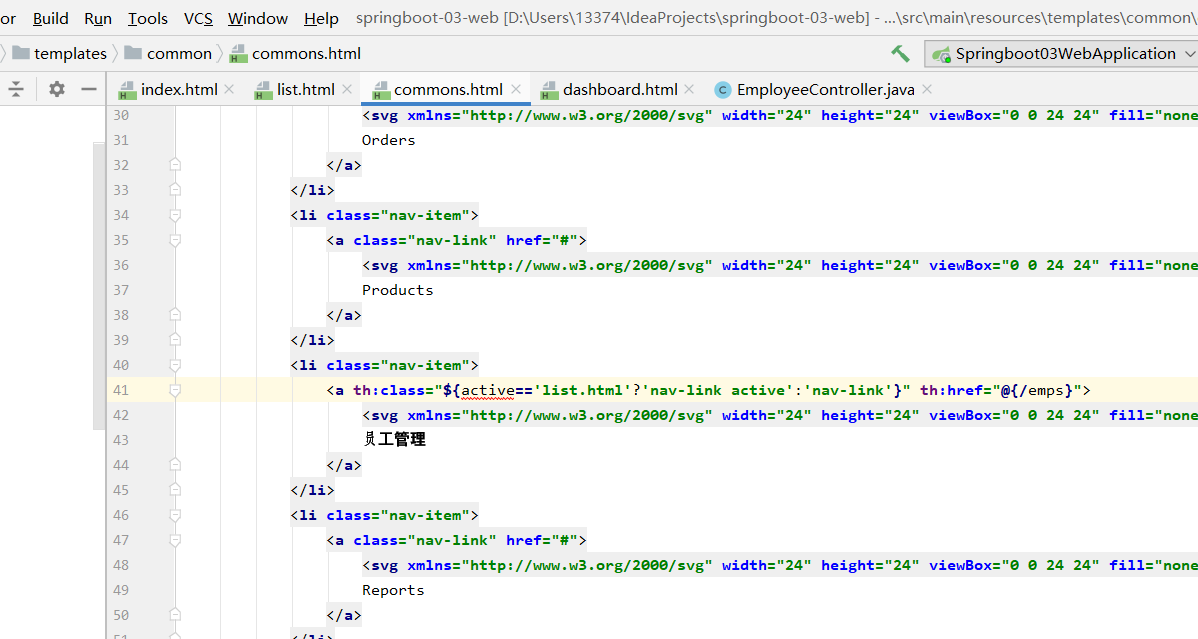 or Build Run Tools VCS Window Help springboot-03-web [D:\Users\13374\IdeaProjects\springboot-03-web] - ...\src\main\resources\templates\common\
templates common commons.html Springboot03WebApplication
index.html list.html commons.html dashboard.html EmployeeController.java
30 <svg xmlns="http://www.w3.org/2000/svg" width="24" height="24" viewBox="0 0 24 24" fill="none
31 Orders
32 </a>
33 </li>
34 <li class="nav-item">
35 <a class="nav-link" href="#">
36 <svg xmlns="http://www.w3.org/2000/svg" width="24" height="24" viewBox="0 0 24 24" fill="none
37 Products
38 </a>
39 </li>
40 <li class="nav-item">
41 <a th:class="${active=='list.html'?'nav-link active':'nav-link'}" th:href="@{/emps}">
42 <svg xmlns="http://www.w3.org/2000/svg" width="24" height="24" viewBox="0 0 24 24" fill="none
43 员工管理
44 </a>
45 </li>
46 <li class="nav-item">
47 <a class="nav-link" href="#">
48 <svg xmlns="http://www.w3.org/2000/svg" width="24" height="24" viewBox="0 0 24 24" fill="none
49 Reports
50 </a>
51 </li>